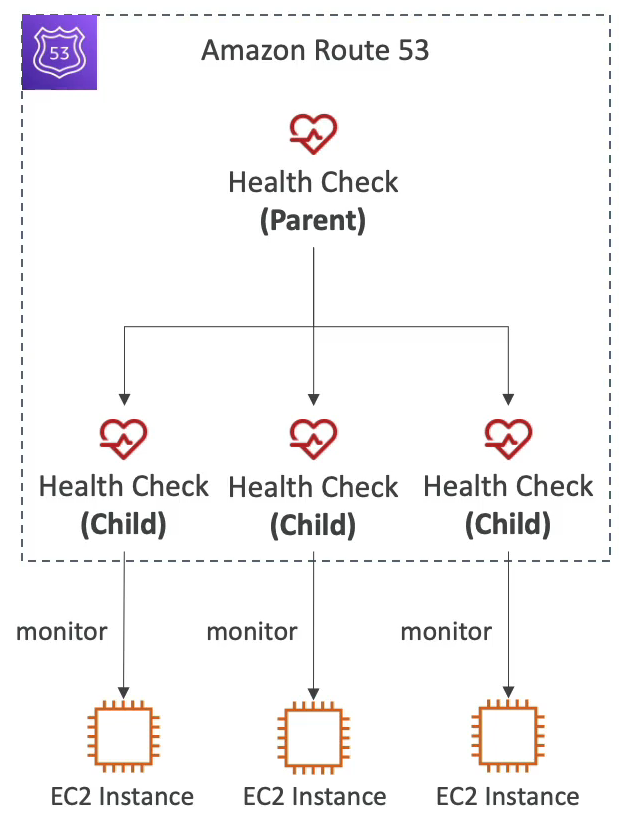 53
Amazon Route 53
Health Check
(Parent)
Health Check
(Child)
Health Check
(Child)
Health Check
(Child)
monitor
monitor
monitor
EC2 Instance
EC2 Instance
EC2 Instance